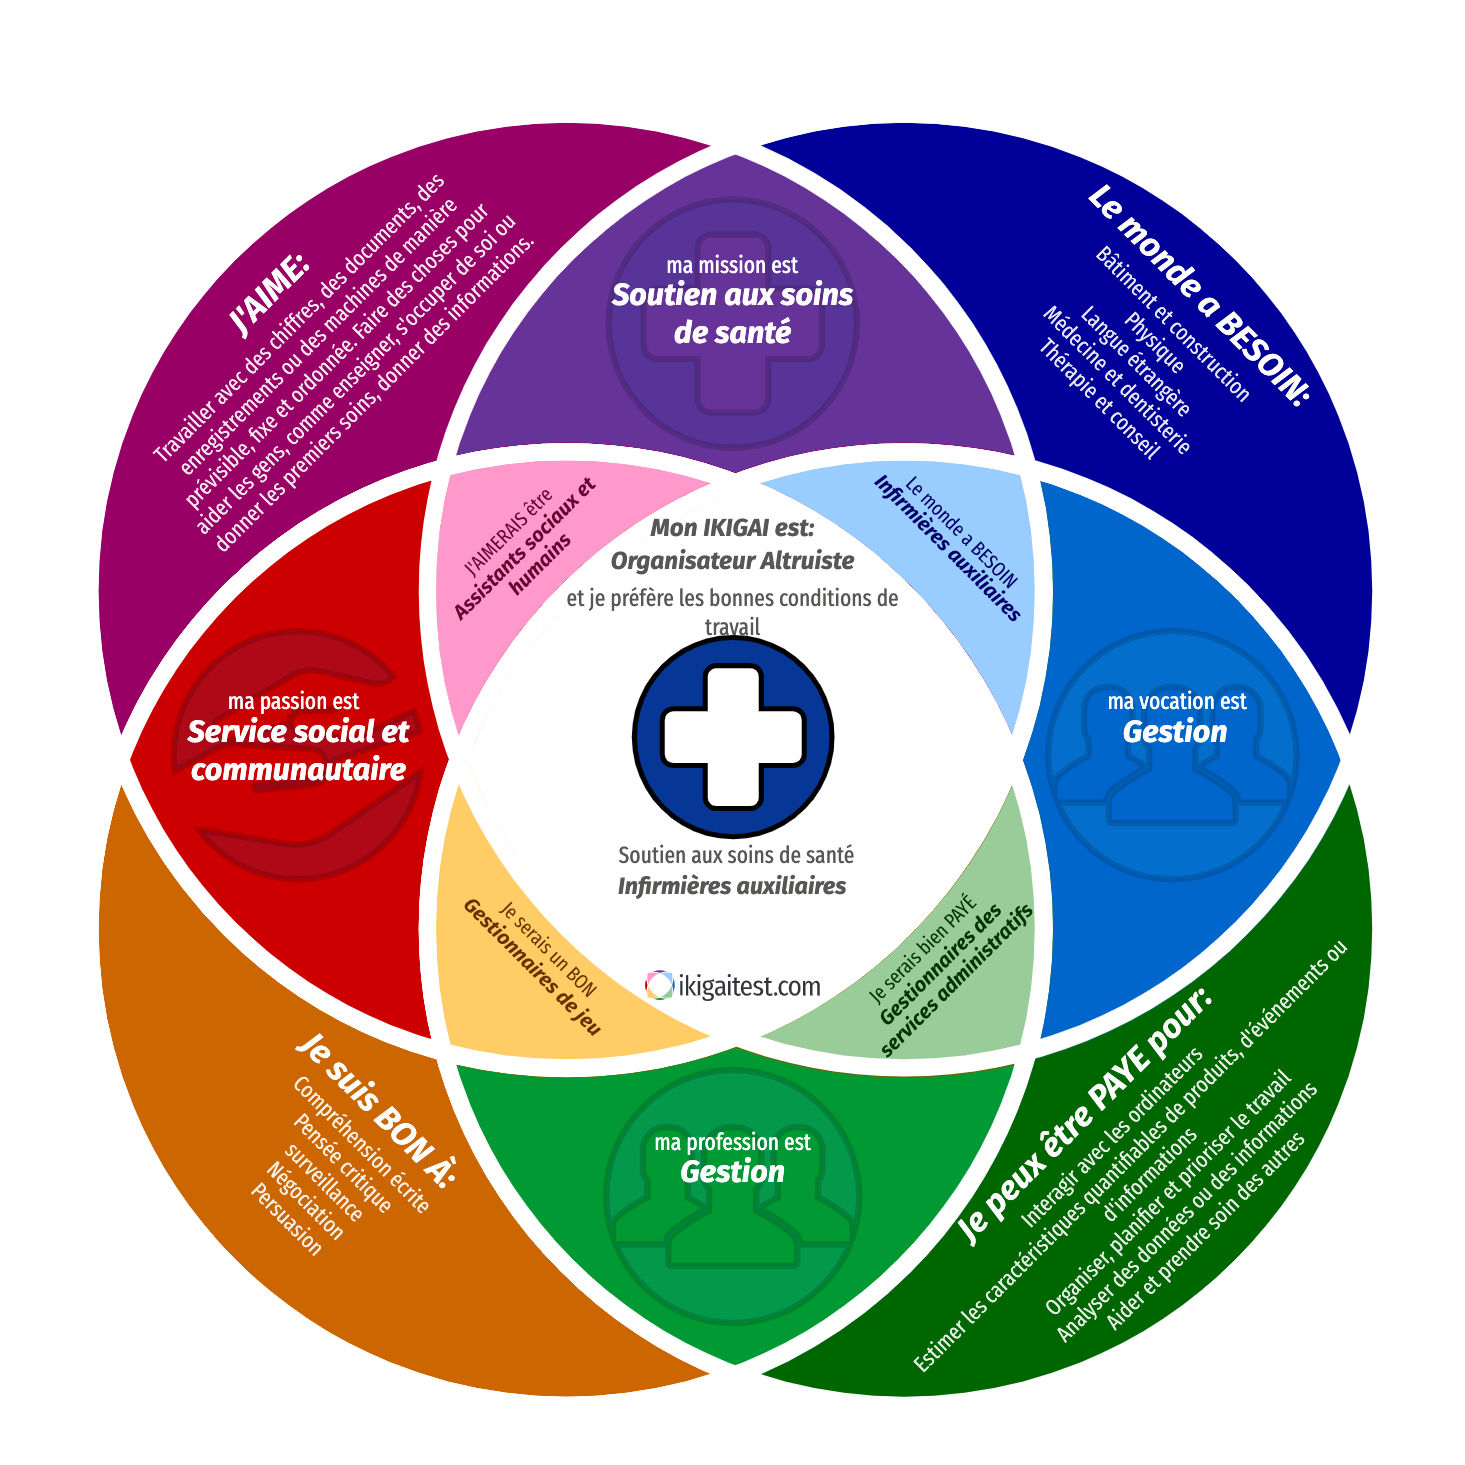 J'AIME:
Travailler avec des chiffres, des documents, des
enregistrements ou des machines de manière
prévisible, fixe et ordonnée. Faire des choses pour
aider les gens, comme enseigner, s'occuper de soi ou
donner les premiers soins, donner des informations.
ma mission est
Soutien aux soins
de santé
Le monde a BESOIN:
Bâtiment et construction
Physique
Langue étrangère
Médecine et dentisterie
Thérapie et conseil
J'AIMERAIS être
Assistants sociaux et
humains
Mon IKIGAI est:
Organisateur Altruiste
et je préfère les bonnes conditions de
travail
Le monde a BESOIN
Infirmières auxiliaires
ma passion est
Service social et
communautaire
ma vocation est
Gestion
Soutien aux soins de santé
Infirmières auxiliaires
Je serais un BON
Gestionnaires de jeu
ikigaitest.com
Je serais bien PAYÉ
Gestionnaires des
services administratifs
Je suis BON À:
Compréhension écrite
Pensée critique
surveillance
Négociation
Persuasion
ma profession est
Gestion
Je peux être PAYE pour:
Interagir avec les ordinateurs
Estimer les caractéristiques quantifiables de produits, d'événements ou
d'informations
Organiser, planifier et prioriser le travail
Analyser des données ou des informations
Aider et prendre soin des autres